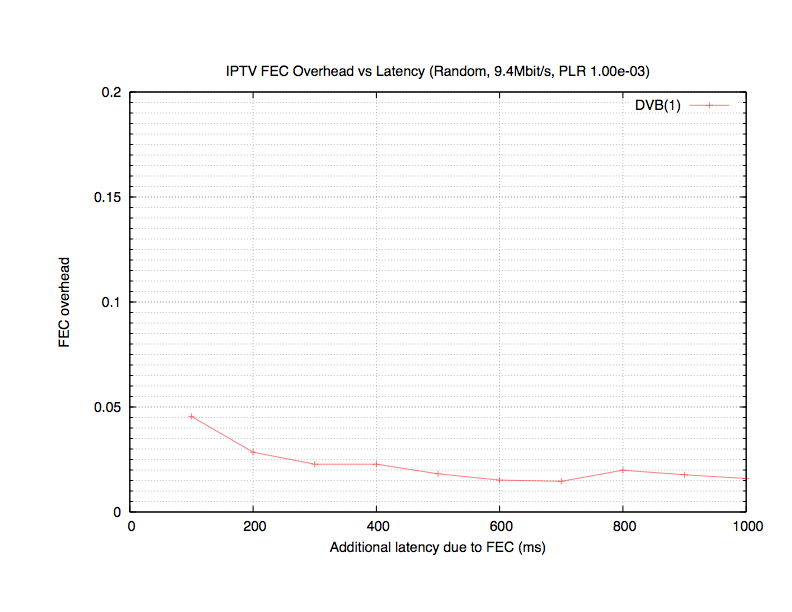 IPTV FEC Overhead vs Latency (Random, 9.4Mbit/s, PLR 1.00e-03)
DVB(1)
0.2
0.15
0.1
0.05
0
FEC overhead
0 200 400 600 800 1000
Additional latency due to FEC (ms)